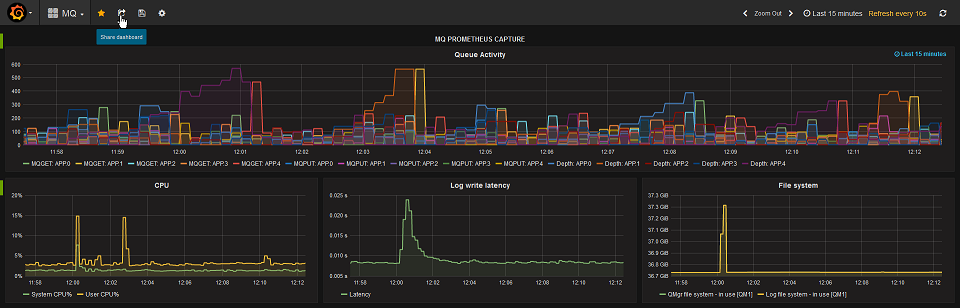 MQ Zoom Out Last 15 minutes Refresh every 10s
Share dashboard
MQ PROMETHEUS CAPTURE
Queue Activity Last 15 minutes
600
500
400
300
200
100
0
11:58 11:59 12:00 12:01 12:02 12:03 12:04 12:05 12:06 12:07 12:08 12:09 12:10 12:11 12:12
MQGET: APP.0 MQGET: APP.1 MQGET: APP.2 MQGET: APP.3 MQGET: APP.4 MQPUT: APP.0 MQPUT: APP.1 MQPUT: APP.2 MQPUT: APP.3 MQPUT: APP.4 Depth: APP.0 Depth: APP.1 Depth: APP.2 Depth: APP.3 Depth: APP.4
CPU
20%
15%
10%
5%
0%
11:58 12:00 12:02 12:04 12:06 12:08 12:10 12:12
System CPU% User CPU%
Log write latency
0.025 s
0.020 s
0.015 s
0.010 s
0.005 s
11:58 12:00 12:02 12:04 12:06 12:08 12:10 12:12
Latency
File system
37.3 GiB
37.2 GiB
37.1 GiB
37.0 GiB
36.9 GiB
36.8 GiB
36.7 GiB
11:58 12:00 12:02 12:04 12:06 12:08 12:10 12:12
QMgr file system - in use [QM1] Log file system - in use [QM1]